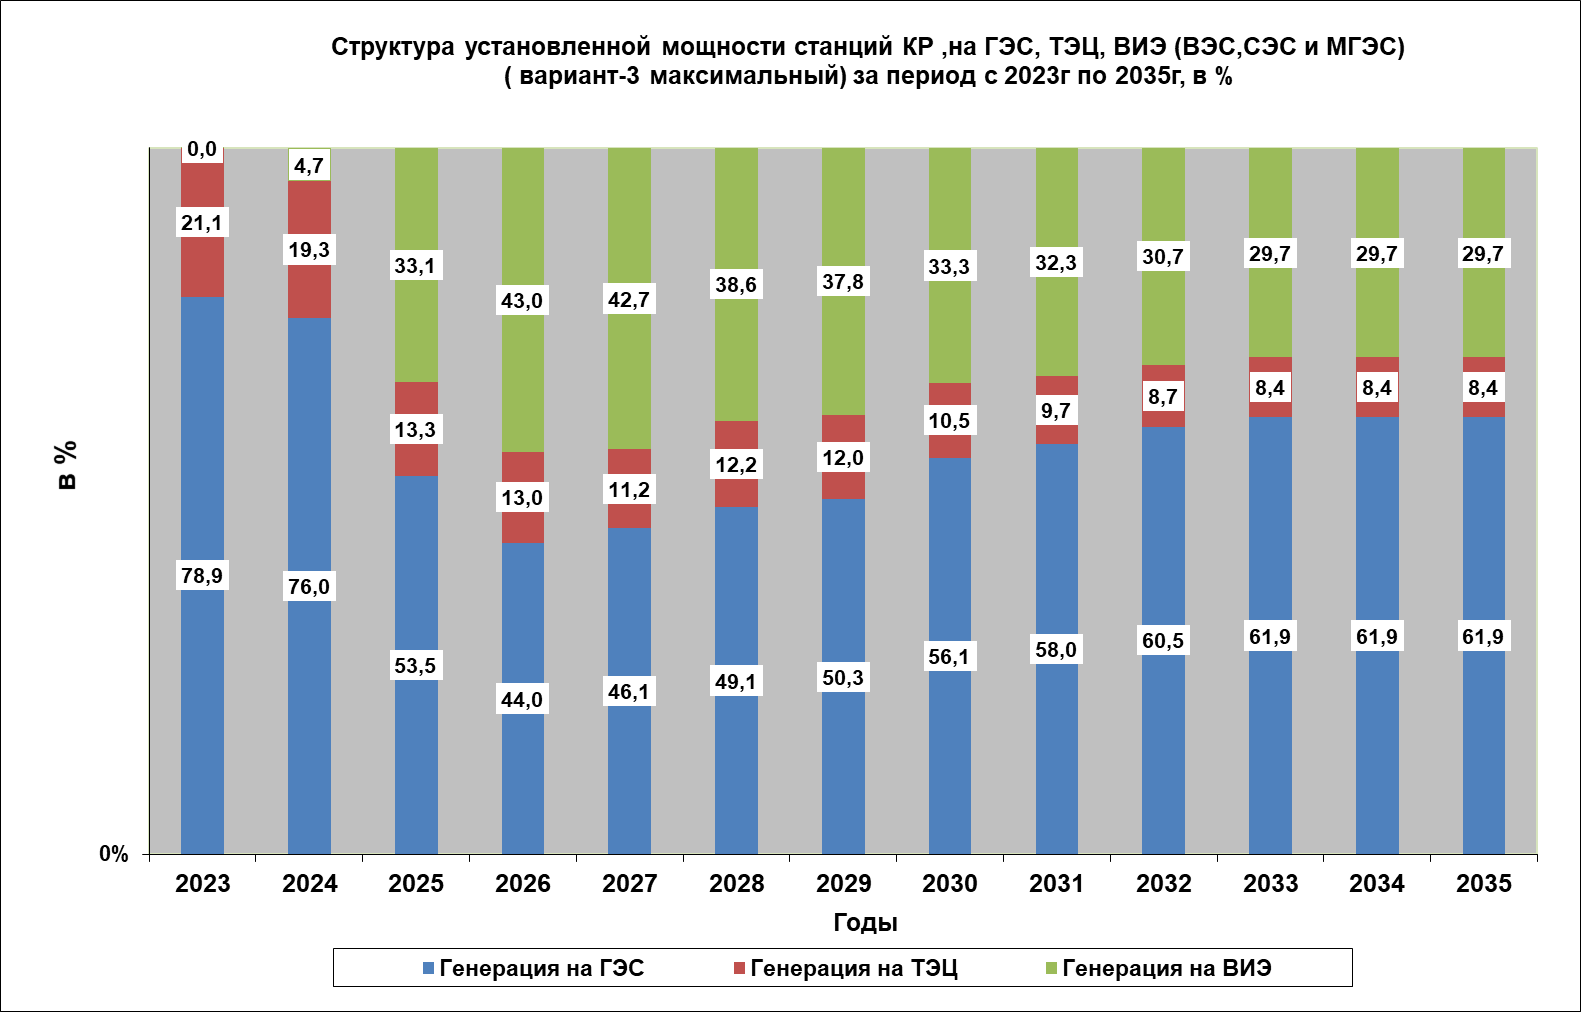 Структура установленной мощности станций КР ,на ГЭС, ТЭЦ, ВИЭ (ВЭС,СЭС и МГЭС)
( вариант-3 максимальный) за период с 2023г по 2035г, в %
0,0 4,7
21,1 19,3 33,1 43,0 42,7 38,6 37,8 33,3 32,3 30,7 29,7 29,7 29,7
13,3 13,0 11,2 12,2 12,0 10,5 9,7 8,7 8,4 8,4 8,4
78,9 76,0 53,5 44,0 46,1 49,1 50,3 56,1 58,0 60,5 61,9 61,9 61,9
в %
0%
2023 2024 2025 2026 2027 2028 2029 2030 2031 2032 2033 2034 2035
Годы
Генерация на ГЭС Генерация на ТЭЦ Генерация на ВИЭ